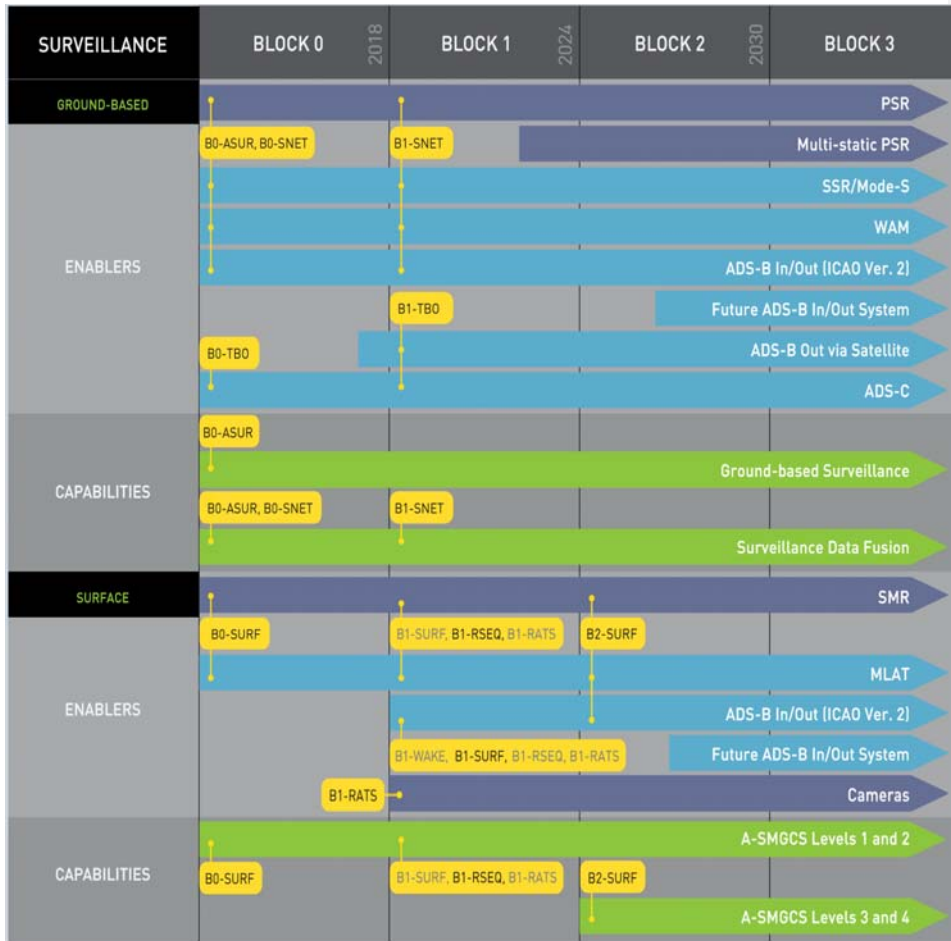 SURVEILLANCE
BLOCK 0
2018
BLOCK 1
2024
BLOCK 2
2030
BLOCK 3
GROUND-BASED
PSR
B0-ASUR, B0-SNET
B1-SNET
Multi-static PSR
SSR/Mode-S
WAM
ENABLERS
ADS-B In/Out (ICAO Ver. 2)
B1-TBO
Future ADS-B In/Out System
B0-TBO
ADS-B Out via Satellite
ADS-C
B0-ASUR
Ground-based Surveillance
CAPABILITIES
B0-ASUR, B0-SNET
B1-SNET
Surveillance Data Fusion
SURFACE
SMR
B0-SURF
B1-SURF, B1-RSEQ, B1-RATS
B2-SURF
MLAT
ENABLERS
ADS-B In/Out (ICAO Ver. 2)
B1-WAKE, B1-SURF, B1-RSEQ, B1-RATS
Future ADS-B In/Out System
B1-RATS
Cameras
A-SMGCS Levels 1 and 2
CAPABILITIES
B0-SURF
B1-SURF, B1-RSEQ, B1-RATS
B2-SURF
A-SMGCS Levels 3 and 4